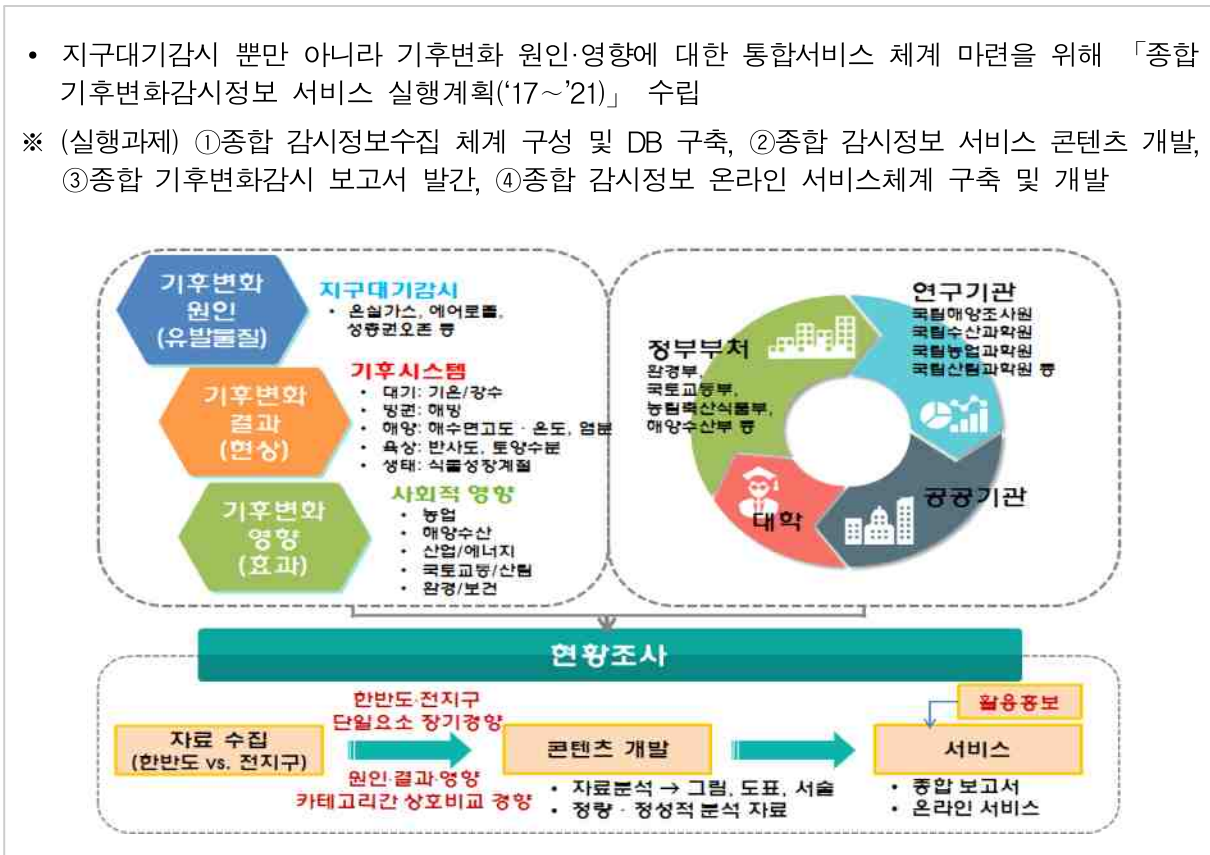 • 지구대기감시 뿐만 아니라 기후변화 원인·영향에 대한 통합서비스 체계 마련을 위해 「종합
기후변화감시정보 서비스 실행계획(‘17～’21)」 수립
※ (실행과제) ①종합 감시정보수집 체계 구성 및 DB 구축, ②종합 감시정보 서비스 콘텐츠 개발,
③종합 기후변화감시 보고서 발간, ④종합 감시정보 온라인 서비스체계 구축 및 개발
기후변화
원인
(유발물질)
지구대기감시
• 온실가스, 에어로졸,
성층권오존 등
기후변화
결과
(현상)
기후시스템
• 대기: 기온/강수
• 빙권: 해빙
• 해양: 해수면고도 · 온도, 염분
• 육상: 반사도, 토양수분
• 생태: 식물성장계절
기후변화
영향
(효과)
사회적 영향
• 농업
• 해양수산
• 산업/에너지
• 국토교통/산림
• 환경/보건
정부부처
환경부,
국토교통부,
농림축산식품부,
해양수산부 등
연구기관
국립해양조사원
국립수산과학원
국립농업과학원
국립산림과학원 등
대학
공공기관
현황조사
자료 수집
(한반도 vs. 전지구)
한반도·전지구
단일요소 장기경향
원인·결과·영향
카테고리간 상호비교 경향
콘텐츠 개발
• 자료분석 → 그림, 도표, 서술
• 정량 · 정성적 분석 자료
활용홍보
서비스
• 종합 보고서
• 온라인 서비스